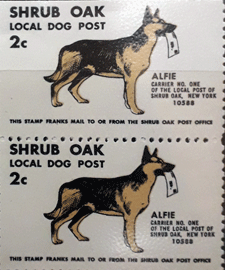 SHRUB OAK
LOCAL DOG POST
2c
ALFIE
CARRIER NO. ONE
OF THE LOCAL POST OF
SHRUB OAK, NEW YORK
10588
THIS STAMP FRANKS MAIL TO OR FROM THE SHRUB OAK POST OFFICE
SHRUB OAK
LOCAL DOG POST
2c
ALFIE
CARRIER NO. ONE
OF THE LOCAL POST OF
SHRUB OAK, NEW YORK
10588
THIS STAMP FRANKS MAIL TO OR FROM THE SHRUB OAK POST OFFICE